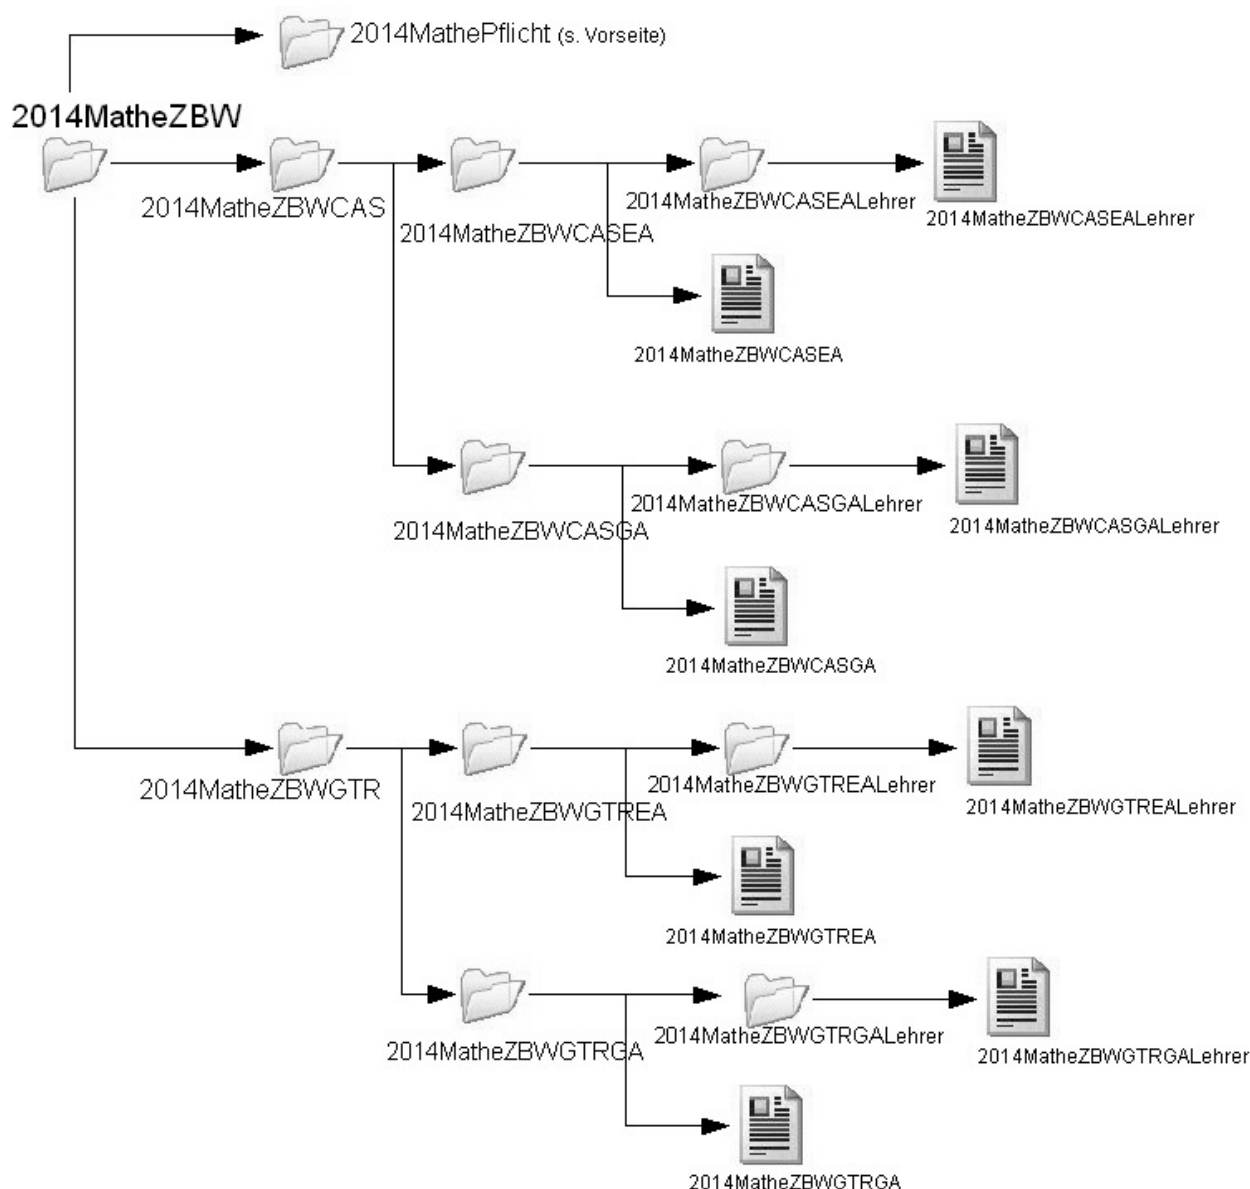 2014MathePflicht (s. Vorseite)
2014MatheZBW
2014MatheZBWCAS
2014MatheZBWCASEA
2014MatheZBWCASEALehrer
2014MatheZBWCASEALehrer
2014MatheZBWCASEA
2014MatheZBWCASGA
2014MatheZBWCASGALehrer
2014MatheZBWCASGALehrer
2014MatheZBWCASGA
2014MatheZBWGTR
2014MatheZBWGTREA
2014MatheZBWGTREALehrer
2014MatheZBWGTREALehrer
2014MatheZBWGTREA
2014MatheZBWGTRGA
2014MatheZBWGTRGALehrer
2014MatheZBWGTRGALehrer
2014MatheZBWGTRGA